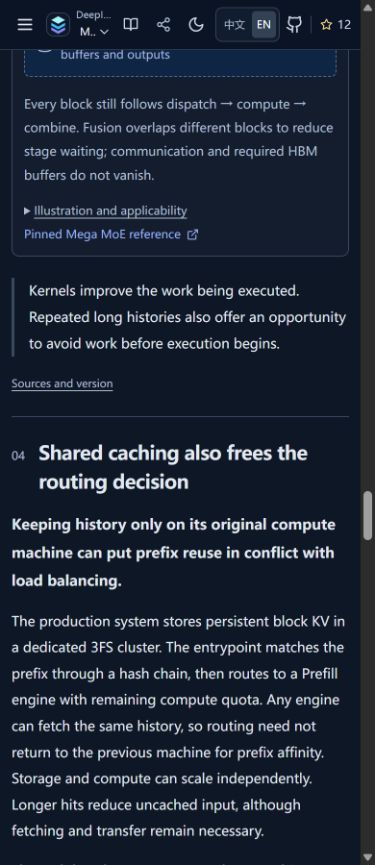 Deepl...
M..
中文
EN
12
buffers and outputs
Every block still follows dispatch → compute →
combine. Fusion overlaps different blocks to reduce
stage waiting; communication and required HBM
buffers do not vanish.
Illustration and applicability
Pinned Mega MoE reference
Kernels improve the work being executed.
Repeated long histories also offer an opportunity
to avoid work before execution begins.
Sources and version
04 Shared caching also frees the
routing decision
Keeping history only on its original compute
machine can put prefix reuse in conflict with
load balancing.
The production system stores persistent block KV in
a dedicated 3FS cluster. The entrypoint matches the
prefix through a hash chain, then routes to a Prefill
engine with remaining compute quota. Any engine
can fetch the same history, so routing need not
return to the previous machine for prefix affinity.
Storage and compute can scale independently.
Longer hits reduce uncached input, although
fetching and transfer remain necessary.